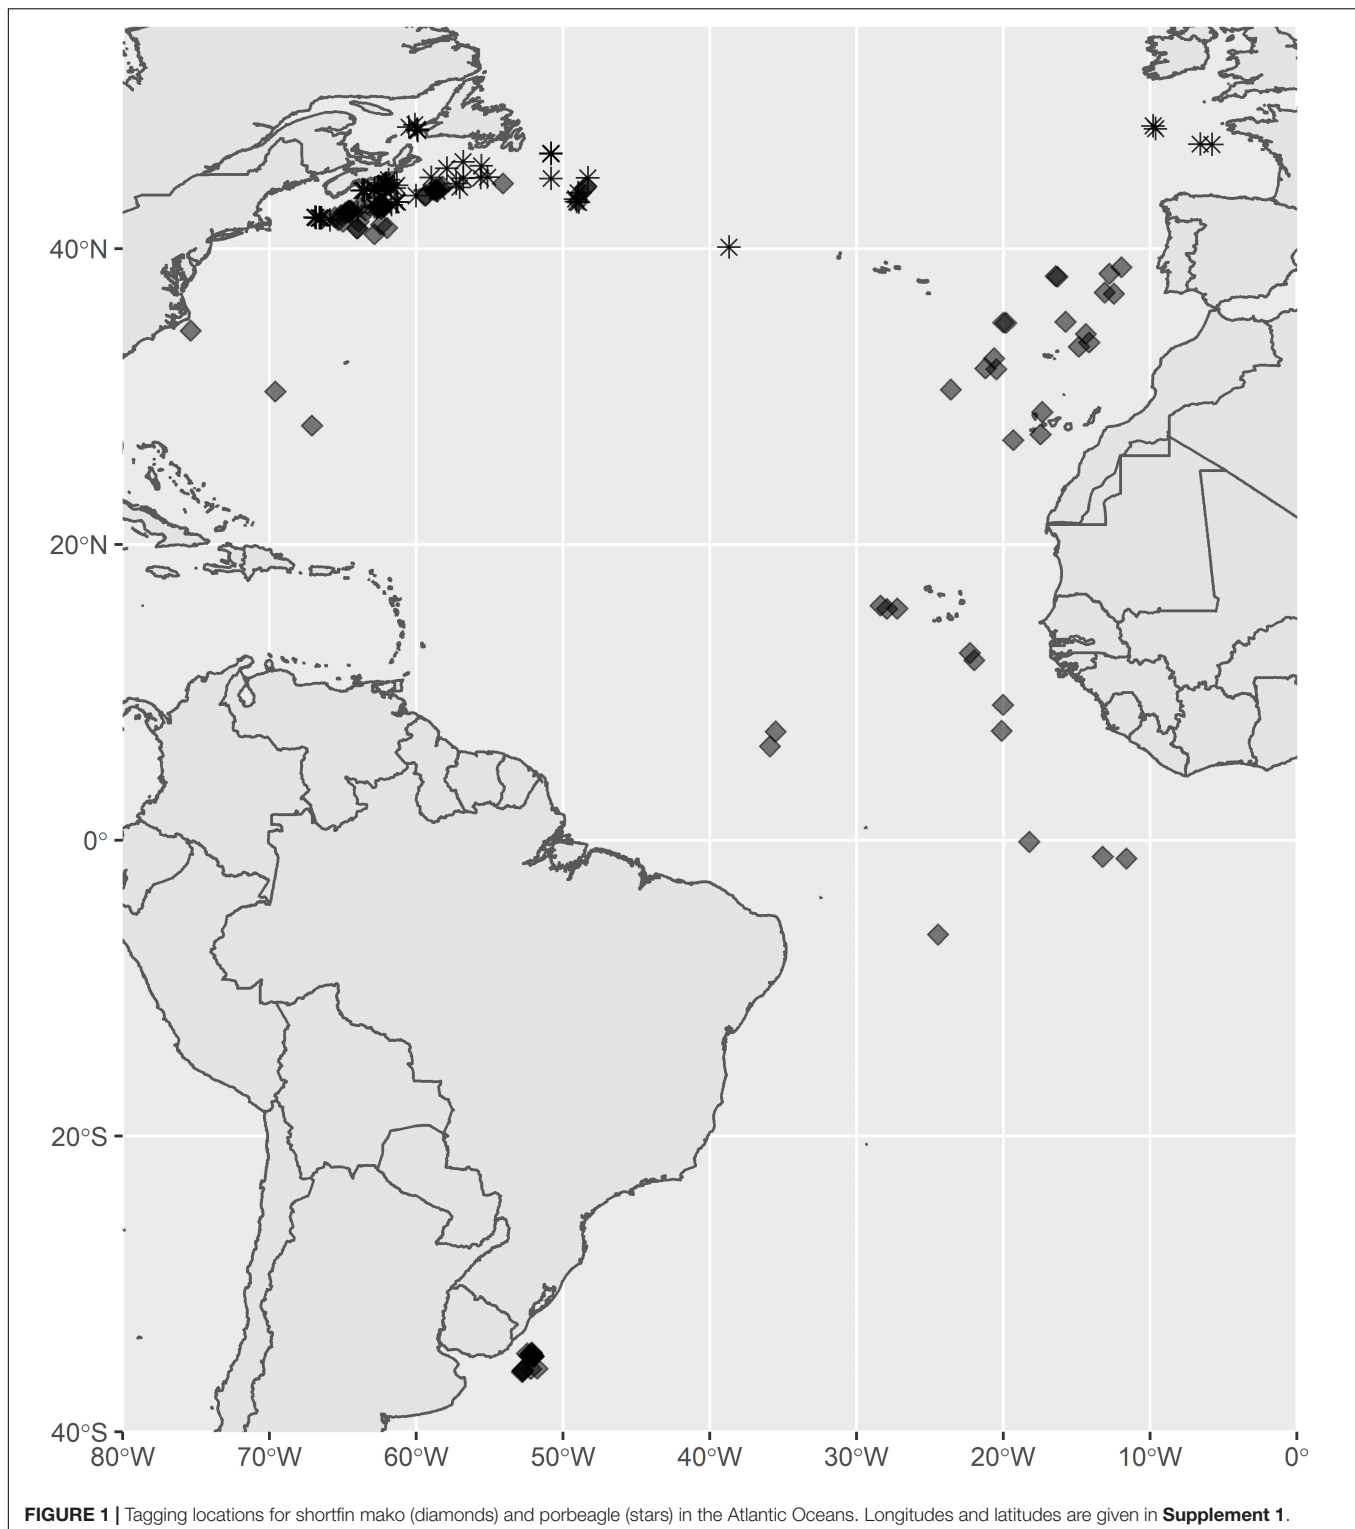 40°N
20°N
0°
20°S
40°S
80°W 70°W 60°W 50°W 40°W 30°W 20°W 10°W 0°
FIGURE 1 | Tagging locations for shortfin mako (diamonds) and porbeagle (stars) in the Atlantic Oceans. Longitudes and latitudes are given in Supplement 1.